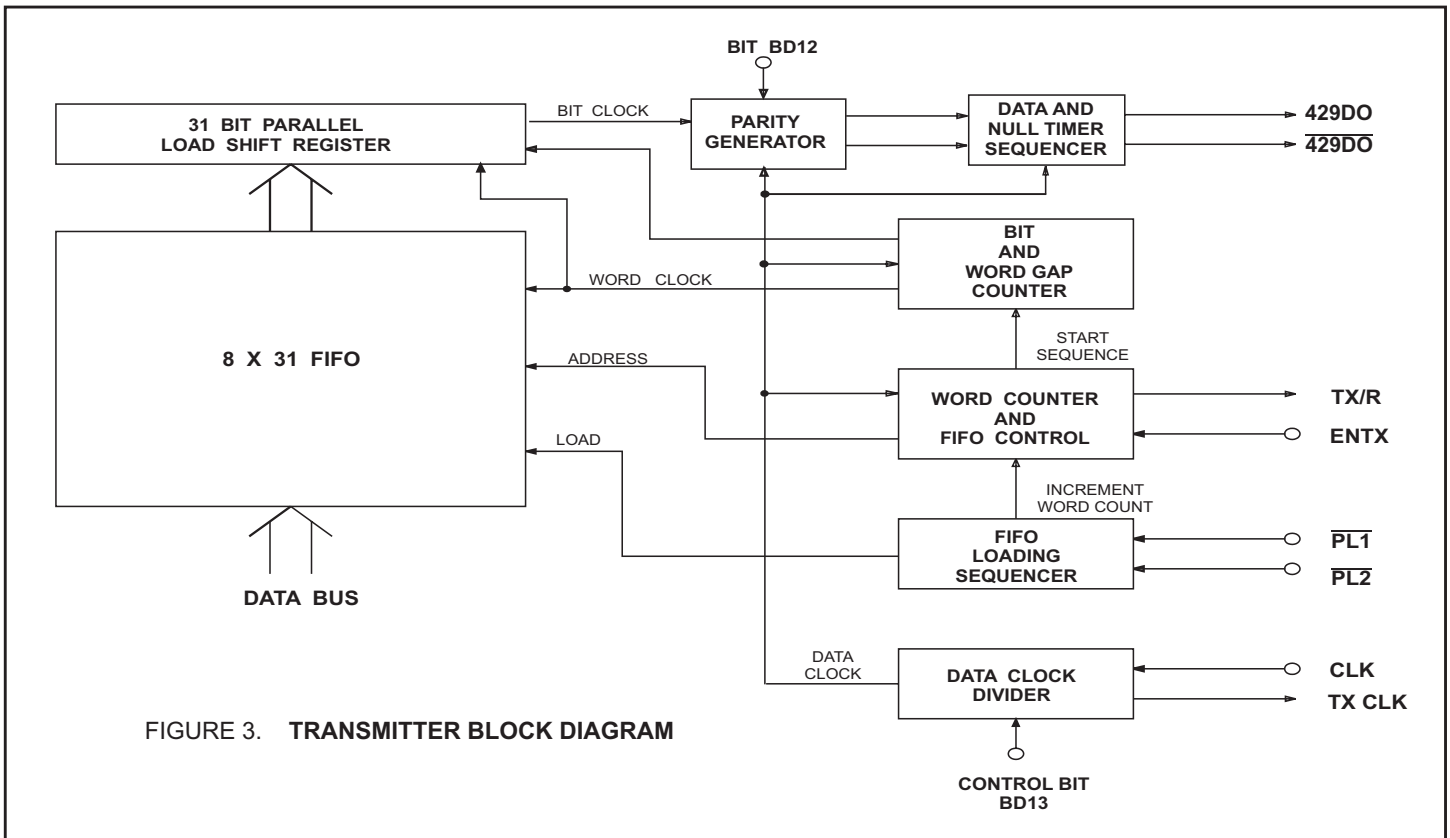 BIT BD12
31 BIT PARALLEL
LOAD SHIFT REGISTER
BIT CLOCK
PARITY
GENERATOR
DATA AND
NULL TIMER
SEQUENCER
429DO
429DO
BIT
AND
WORD GAP
COUNTER
WORD CLOCK
START
SEQUENCE
8 X 31 FIFO
ADDRESS
WORD COUNTER
AND
FIFO CONTROL
TX/R
ENTX
LOAD
INCREMENT
WORD COUNT
FIFO
LOADING
SEQUENCER
PL1
PL2
DATA BUS
DATA
CLOCK
DATA CLOCK
DIVIDER
CLK
TX CLK
FIGURE 3. TRANSMITTER BLOCK DIAGRAM
CONTROL BIT
BD13